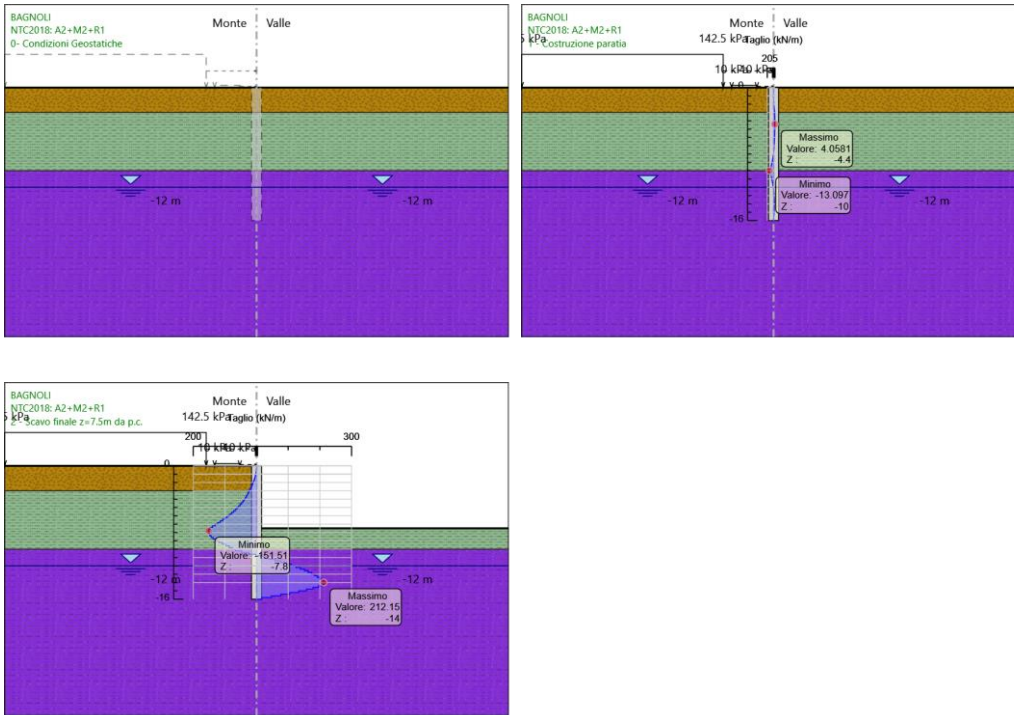 BAGNOLI
NTC2018: A2+M2+R1
0- Condizioni Geostatiche
Monte Valle
-12 m -12 m
BAGNOLI
NTC2018: A2+M2+R1
- Costruzione paratia
Monte Valle
kPa
142.5 kPa Taglio (kN/m)
205
10 kPa
0
Massimo
Valore: 4.0581
Z : -4.4
Minimo
Valore: -13.097
Z : -10
-12 m -12 m
-16
BAGNOLI
NTC2018: A2+M2+R1
- Scavo finale z=7.5m da p.c.
Monte Valle
kPa
142.5 kPa Taglio (kN/m)
200 300
10 kPa
0
Minimo
Valore: -151.51
Z : -7.8
-12 m -12 m
-16
Massimo
Valore: 212.15
Z : -14